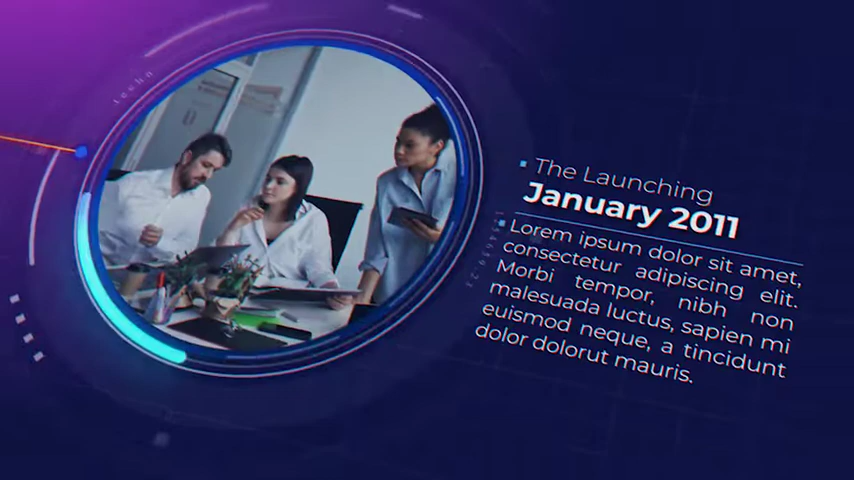 techno
The Launching
January 2011
Lorem ipsum dolor sit amet,
consectetur adipiscing elit.
Morbi tempor, nibh non
malesuada luctus, sapien mi
euismod neque, a tincidunt
dolor dolorut mauris.